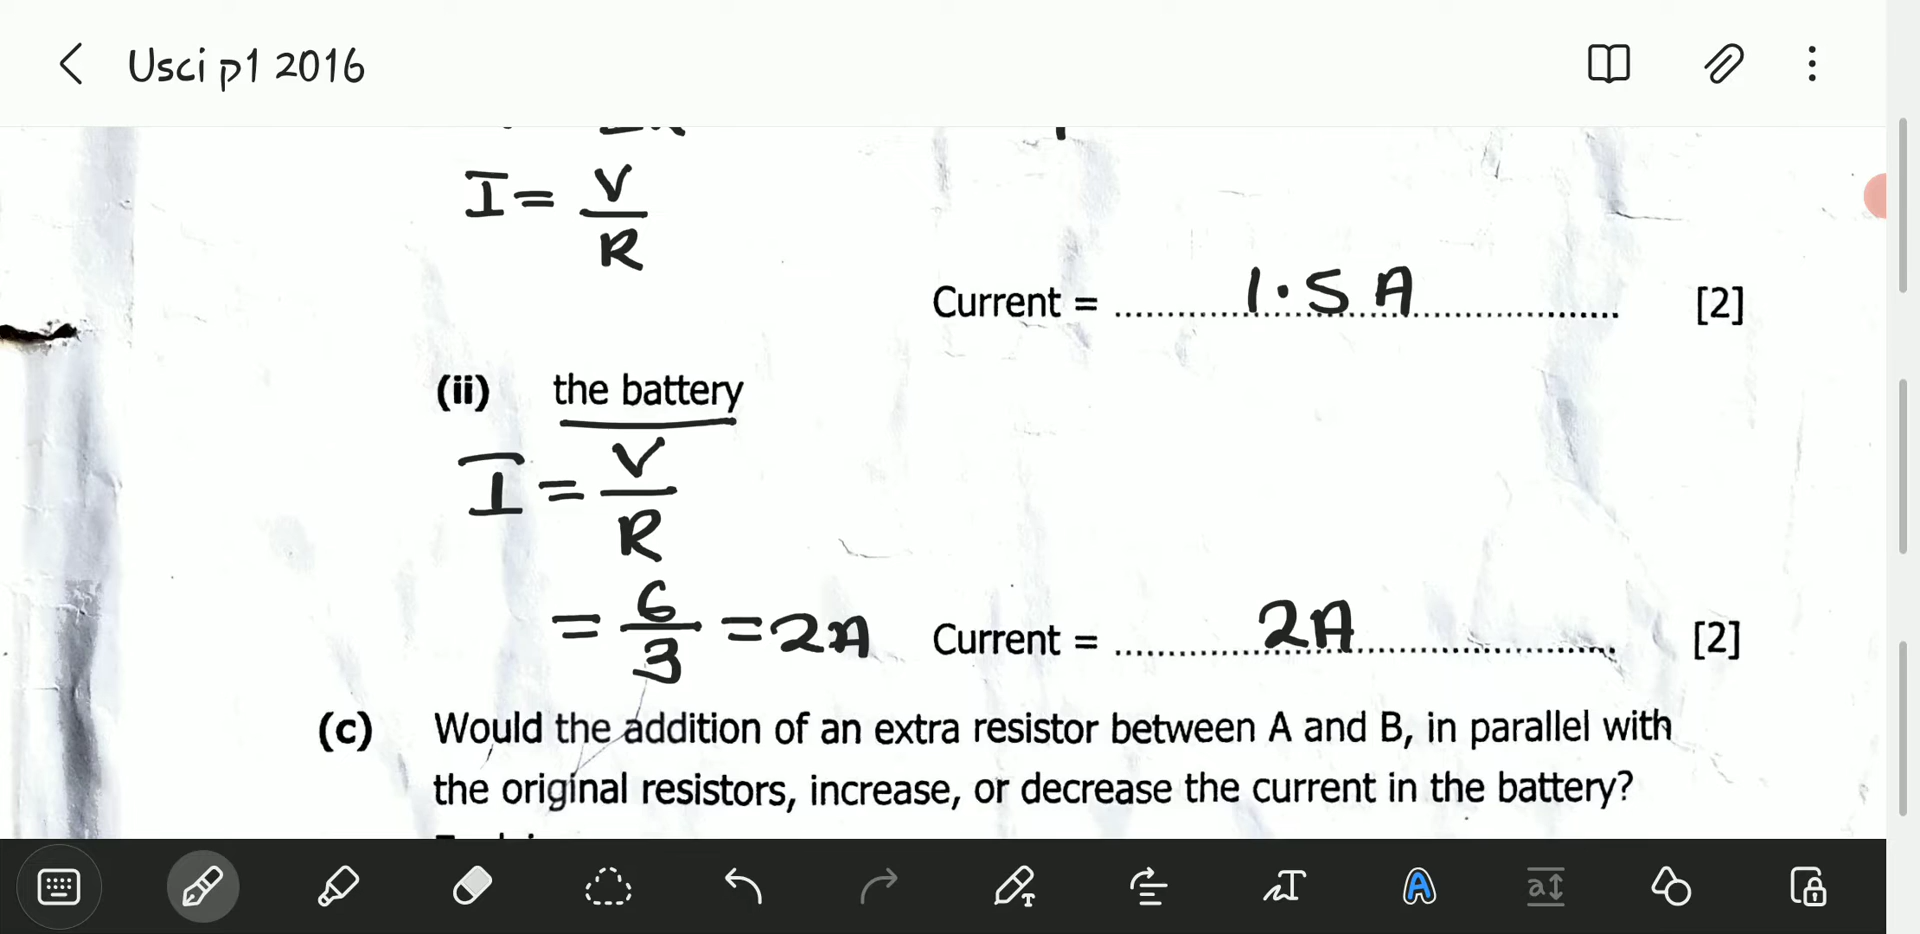 Usci p1 2016
I = V
R
Current = ........ 1.5 A ........ [2]
(ii) the battery
I = V
R
= 6
3 = 2A Current = ........ 2A ........ [2]
(c) Would the addition of an extra resistor between A and B, in parallel with
the original resistors, increase, or decrease the current in the battery?